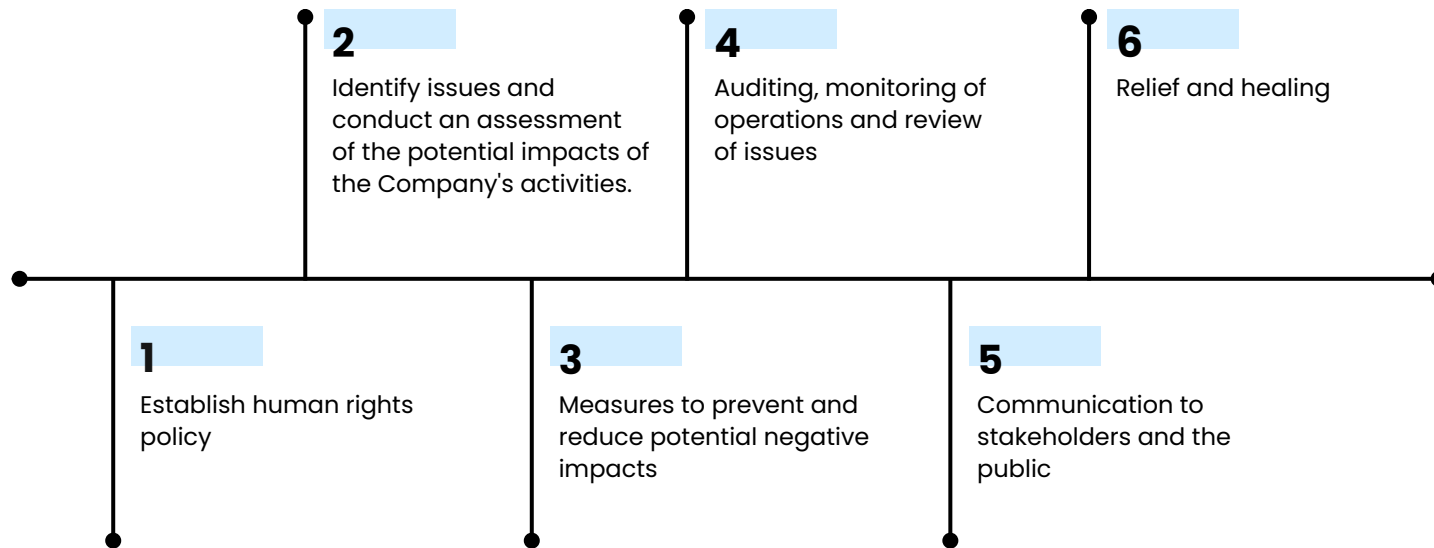 1
Establish human rights
policy
2
Identify issues and
conduct an assessment
of the potential impacts of
the Company's activities.
3
Measures to prevent and
reduce potential negative
impacts
4
Auditing, monitoring of
operations and review
of issues
5
Communication to
stakeholders and the
public
6
Relief and healing